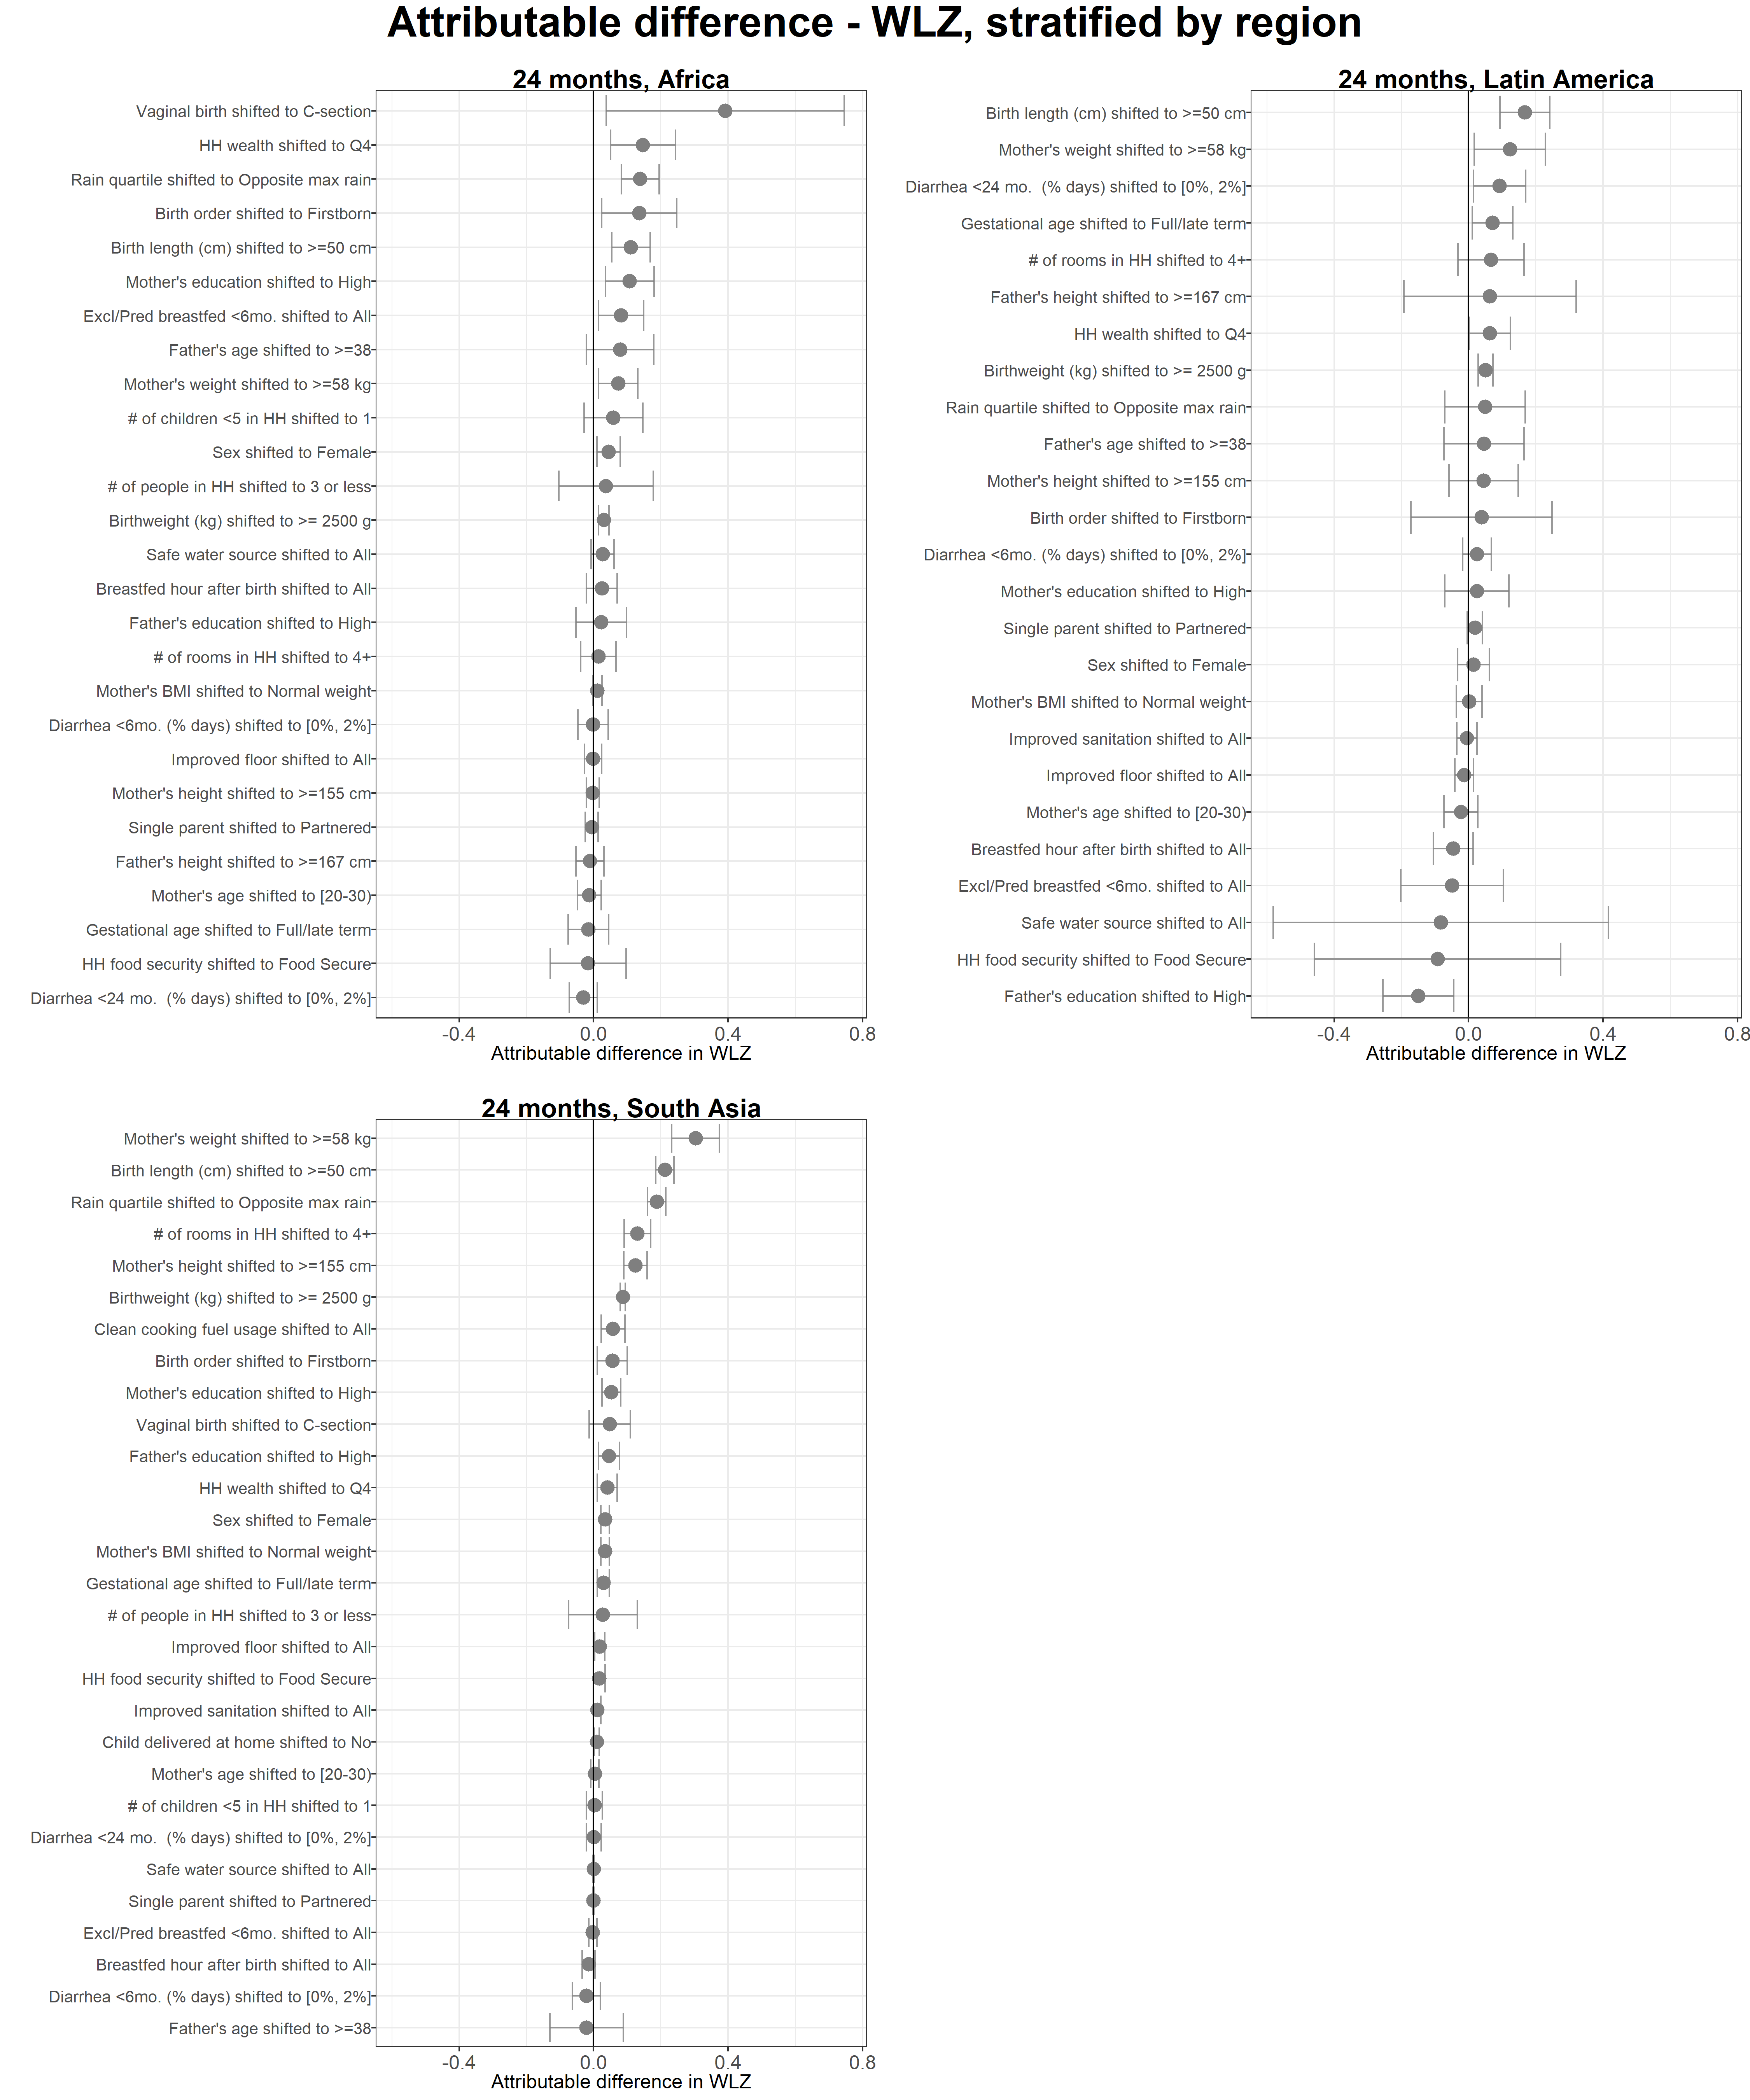 Attributable difference - WLZ, stratified by region
24 months, Africa
Vaginal birth shifted to C-section
HH wealth shifted to Q4
Rain quartile shifted to Opposite max rain
Birth order shifted to Firstborn
Birth length (cm) shifted to >=50 cm
Mother's education shifted to High
Excl/Pred breastfed <6mo. shifted to All
Father's age shifted to >=38
Mother's weight shifted to >=58 kg
# of children <5 in HH shifted to 1
Sex shifted to Female
# of people in HH shifted to 3 or less
Birthweight (kg) shifted to >= 2500 g
Safe water source shifted to All
Breastfed hour after birth shifted to All
Father's education shifted to High
# of rooms in HH shifted to 4+
Mother's BMI shifted to Normal weight
Diarrhea <6mo. (% days) shifted to [0%, 2%]
Improved floor shifted to All
Mother's height shifted to >=155 cm
Single parent shifted to Partnered
Father's height shifted to >=167 cm
Mother's age shifted to [20-30)
Gestational age shifted to Full/late term
HH food security shifted to Food Secure
Diarrhea <24 mo.  (% days) shifted to [0%, 2%]
-0.4 0.0 0.4 0.8
Attributable difference in WLZ
24 months, Latin America
Birth length (cm) shifted to >=50 cm
Mother's weight shifted to >=58 kg
Diarrhea <24 mo.  (% days) shifted to [0%, 2%]
Gestational age shifted to Full/late term
# of rooms in HH shifted to 4+
Father's height shifted to >=167 cm
HH wealth shifted to Q4
Birthweight (kg) shifted to >= 2500 g
Rain quartile shifted to Opposite max rain
Father's age shifted to >=38
Mother's height shifted to >=155 cm
Birth order shifted to Firstborn
Diarrhea <6mo. (% days) shifted to [0%, 2%]
Mother's education shifted to High
Single parent shifted to Partnered
Sex shifted to Female
Mother's BMI shifted to Normal weight
Improved sanitation shifted to All
Improved floor shifted to All
Mother's age shifted to [20-30)
Breastfed hour after birth shifted to All
Excl/Pred breastfed <6mo. shifted to All
Safe water source shifted to All
HH food security shifted to Food Secure
Father's education shifted to High
-0.4 0.0 0.4 0.8
Attributable difference in WLZ
24 months, South Asia
Mother's weight shifted to >=58 kg
Birth length (cm) shifted to >=50 cm
Rain quartile shifted to Opposite max rain
# of rooms in HH shifted to 4+
Mother's height shifted to >=155 cm
Birthweight (kg) shifted to >= 2500 g
Clean cooking fuel usage shifted to All
Birth order shifted to Firstborn
Mother's education shifted to High
Vaginal birth shifted to C-section
Father's education shifted to High
HH wealth shifted to Q4
Sex shifted to Female
Mother's BMI shifted to Normal weight
Gestational age shifted to Full/late term
# of people in HH shifted to 3 or less
Improved floor shifted to All
HH food security shifted to Food Secure
Improved sanitation shifted to All
Child delivered at home shifted to No
Mother's age shifted to [20-30)
# of children <5 in HH shifted to 1
Diarrhea <24 mo.  (% days) shifted to [0%, 2%]
Safe water source shifted to All
Single parent shifted to Partnered
Excl/Pred breastfed <6mo. shifted to All
Breastfed hour after birth shifted to All
Diarrhea <6mo. (% days) shifted to [0%, 2%]
Father's age shifted to >=38
-0.4 0.0 0.4 0.8
Attributable difference in WLZ